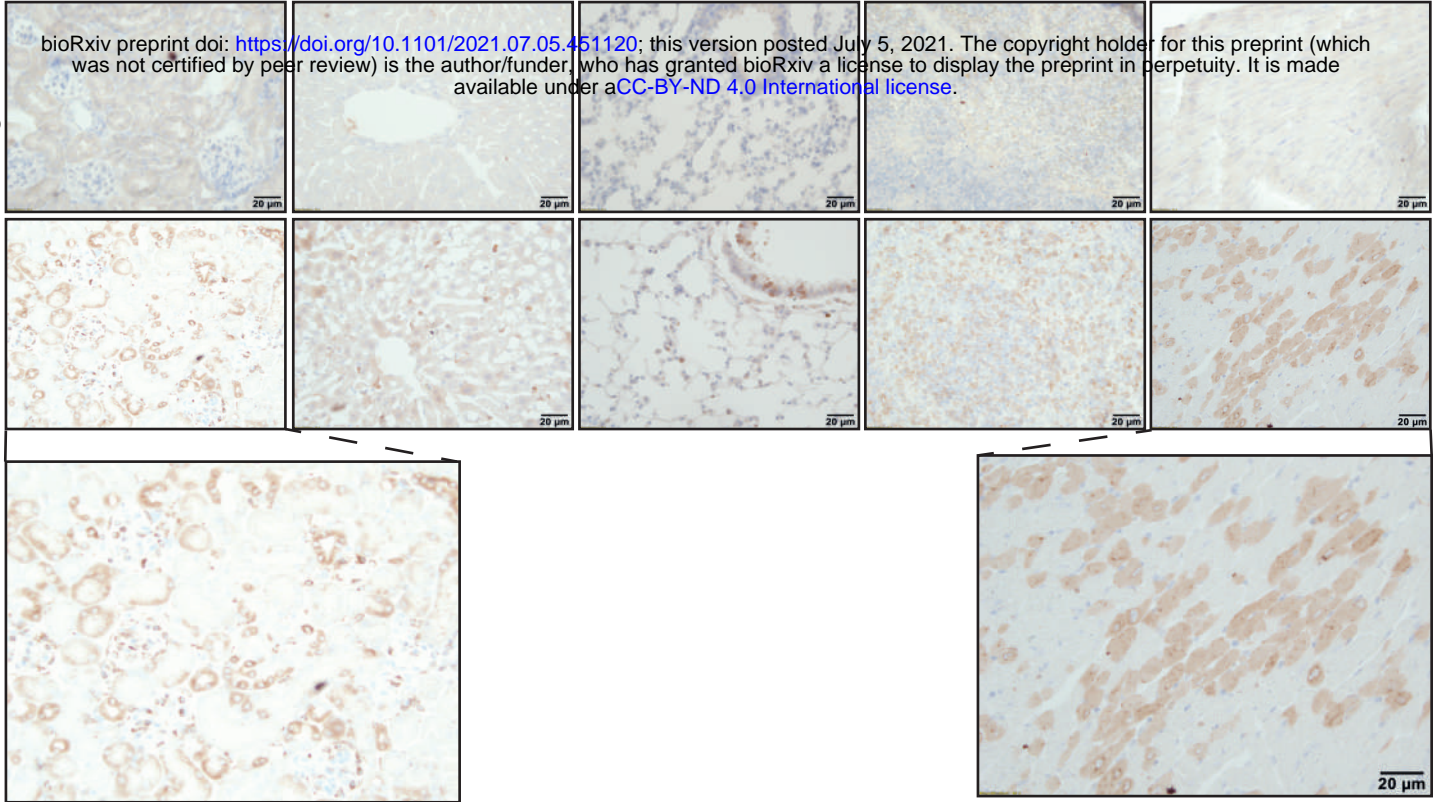 bioRxiv preprint doi: https://doi.org/10.1101/2021.07.05.451120; this version posted July 5, 2021. The copyright holder for this preprint (which
was not certified by peer review) is the author/funder, who has granted bioRxiv a license to display the preprint in perpetuity. It is made
available under aCC-BY-ND 4.0 International license.
20 µm
20 µm
20 µm
20 µm
20 µm
20 µm
20 µm
20 µm
20 µm
20 µm